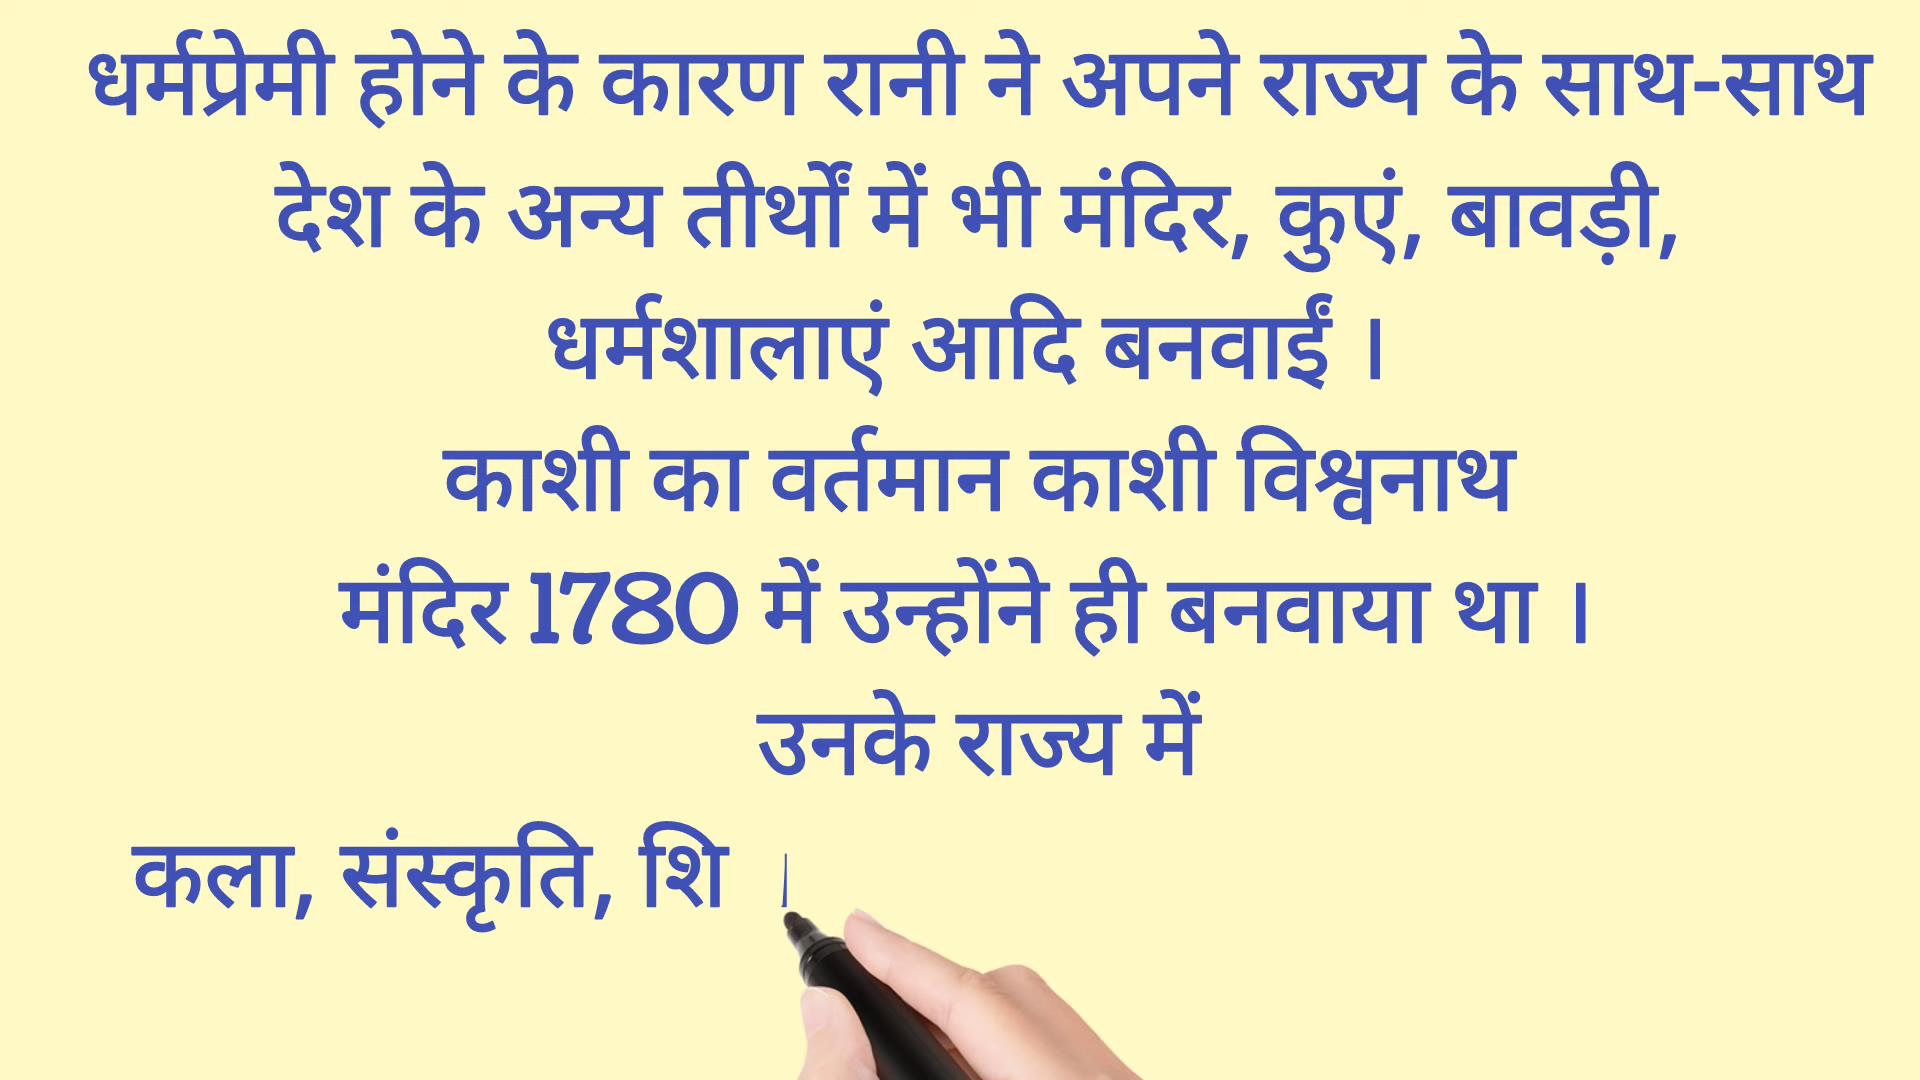 धर्मप्रेमी होने के कारण रानी ने अपने राज्य के साथ-साथ
देश के अन्य तीर्थों में भी मंदिर, कुएं, बावड़ी,
धर्मशालाएं आदि बनवाईं ।
काशी का वर्तमान काशी विश्वनाथ
मंदिर 1780 में उन्होंने ही बनवाया था ।
उनके राज्य में
कला, संस्कृति, शि